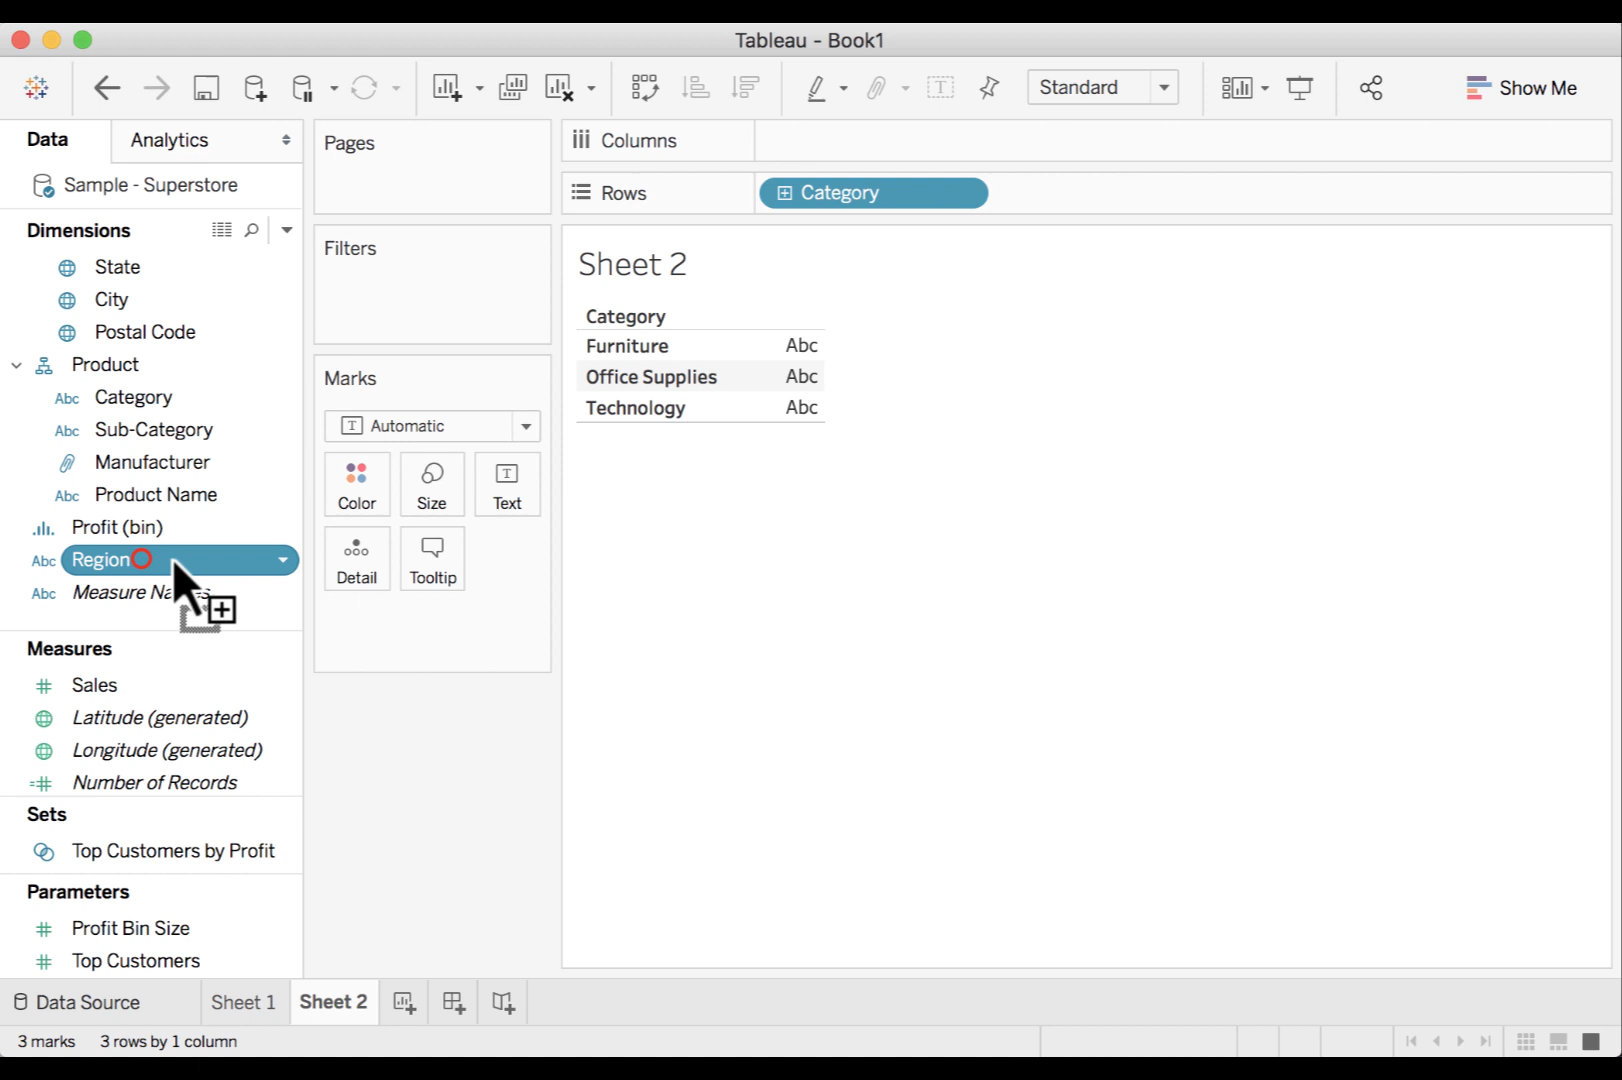 Tableau - Book1
Standard
Show Me
Data
Analytics
Sample - Superstore
Dimensions
State
City
Postal Code
Product
Abc Category
Abc Sub-Category
Manufacturer
Abc Product Name
Profit (bin)
Abc Region
Abc Measure Na
Measures
# Sales
Latitude (generated)
Longitude (generated)
=# Number of Records
Sets
Top Customers by Profit
Parameters
# Profit Bin Size
# Top Customers
Pages
Filters
Marks
T Automatic
Color
Size
T
Text
Detail
Tooltip
Columns
Rows
Category
Sheet 2
Category
Furniture Abc
Office Supplies Abc
Technology Abc
Data Source
Sheet 1
Sheet 2
3 marks
3 rows by 1 column